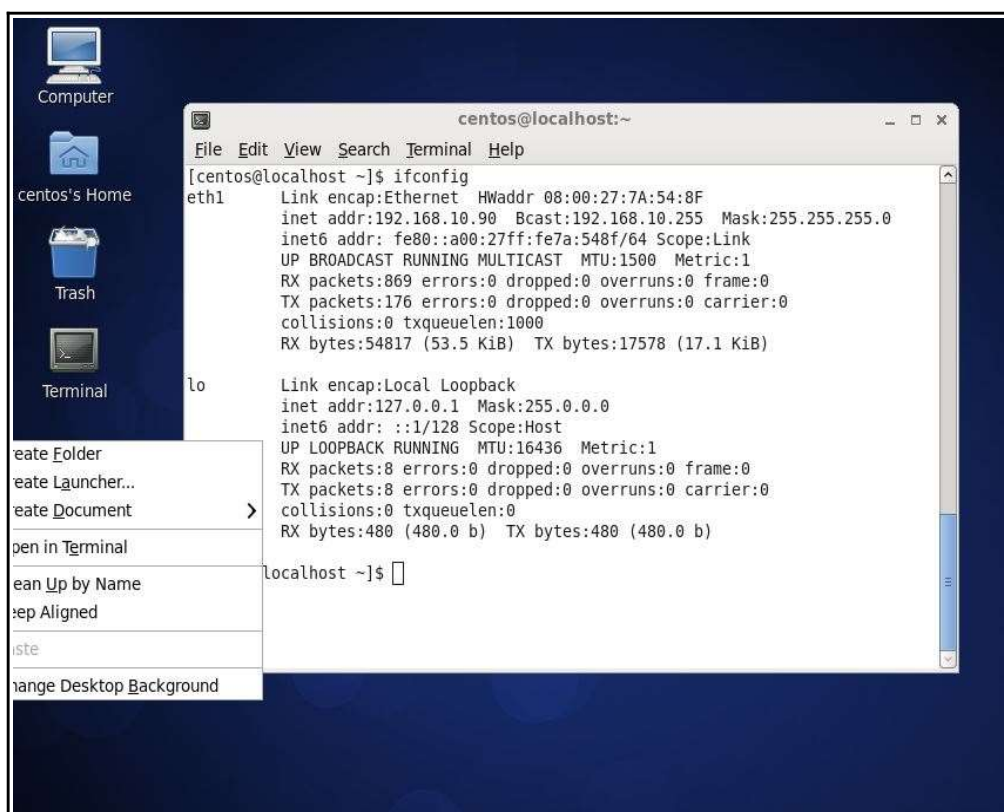 Computer
centos's Home
Trash
Terminal
centos@localhost:~
File Edit View Search Terminal Help
[centos@localhost ~]$ ifconfig
eth1 Link encap:Ethernet HWaddr 08:00:27:7A:54:8F
inet addr:192.168.10.90 Bcast:192.168.10.255 Mask:255.255.255.0
inet6 addr: fe80::a00:27ff:fe7a:548f/64 Scope:Link
UP BROADCAST RUNNING MULTICAST MTU:1500 Metric:1
RX packets:869 errors:0 dropped:0 overruns:0 frame:0
TX packets:176 errors:0 dropped:0 overruns:0 carrier:0
collisions:0 txqueuelen:1000
RX bytes:54817 (53.5 KiB) TX bytes:17578 (17.1 KiB)
lo Link encap:Local Loopback
inet addr:127.0.0.1 Mask:255.0.0.0
inet6 addr: ::1/128 Scope:Host
UP LOOPBACK RUNNING MTU:16436 Metric:1
RX packets:8 errors:0 dropped:0 overruns:0 frame:0
TX packets:8 errors:0 dropped:0 overruns:0 carrier:0
collisions:0 txqueuelen:0
RX bytes:480 (480.0 b) TX bytes:480 (480.0 b)
localhost ~]$
reate Folder
reate Launcher...
reate Document
pen in Terminal
ean Up by Name
eep Aligned
aste
hange Desktop Background